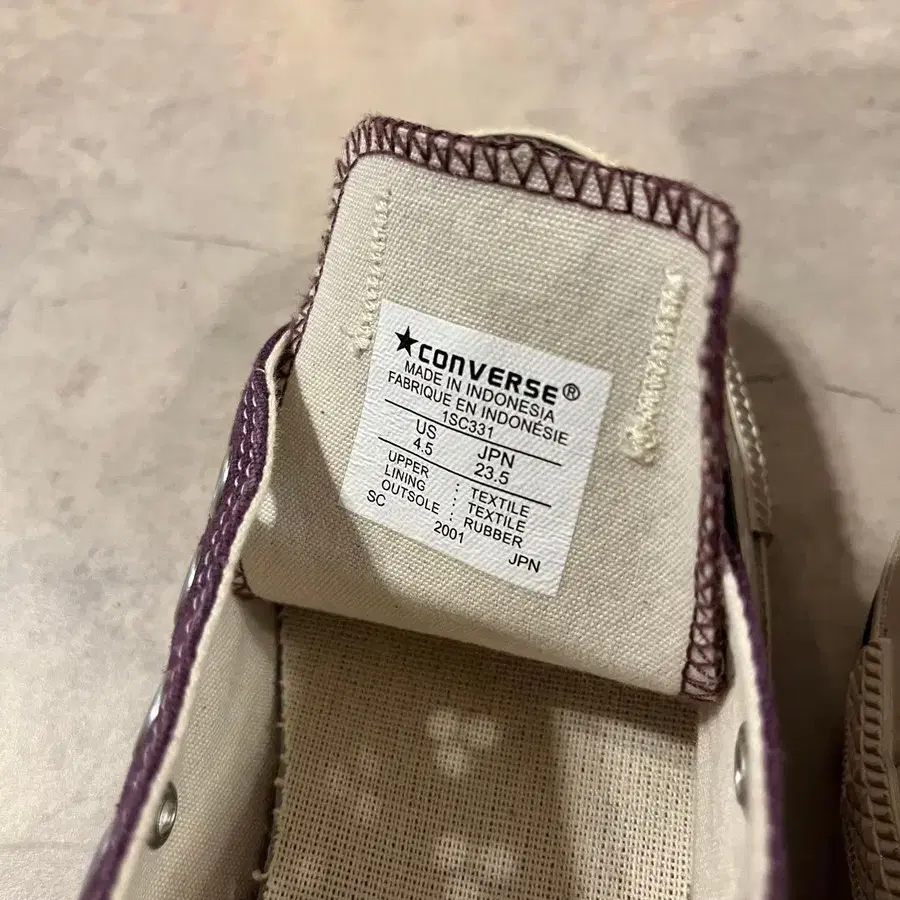 ★CONVERSE®
MADE IN INDONESIA
FABRIQUE EN INDONÉSIE
1SC331
US JPN
4.5 23.5
UPPER : TEXTILE
LINING : TEXTILE
OUTSOLE : RUBBER
SC 2001 JPN